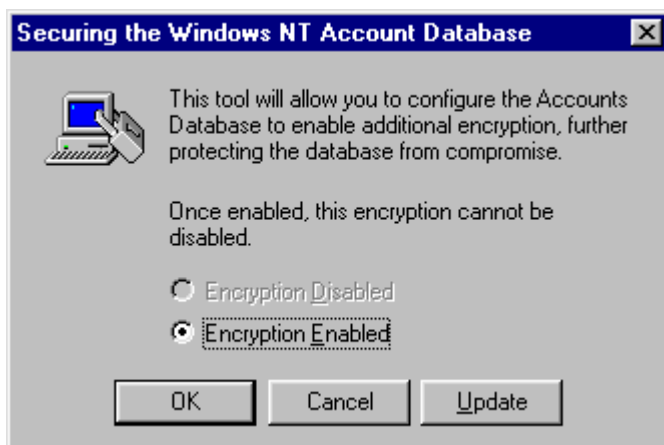 Securing the Windows NT Account Database
This tool will allow you to configure the Accounts
Database to enable additional encryption, further
protecting the database from compromise.
Once enabled, this encryption cannot be
disabled.
Encryption Disabled
Encryption Enabled
OK Cancel Update